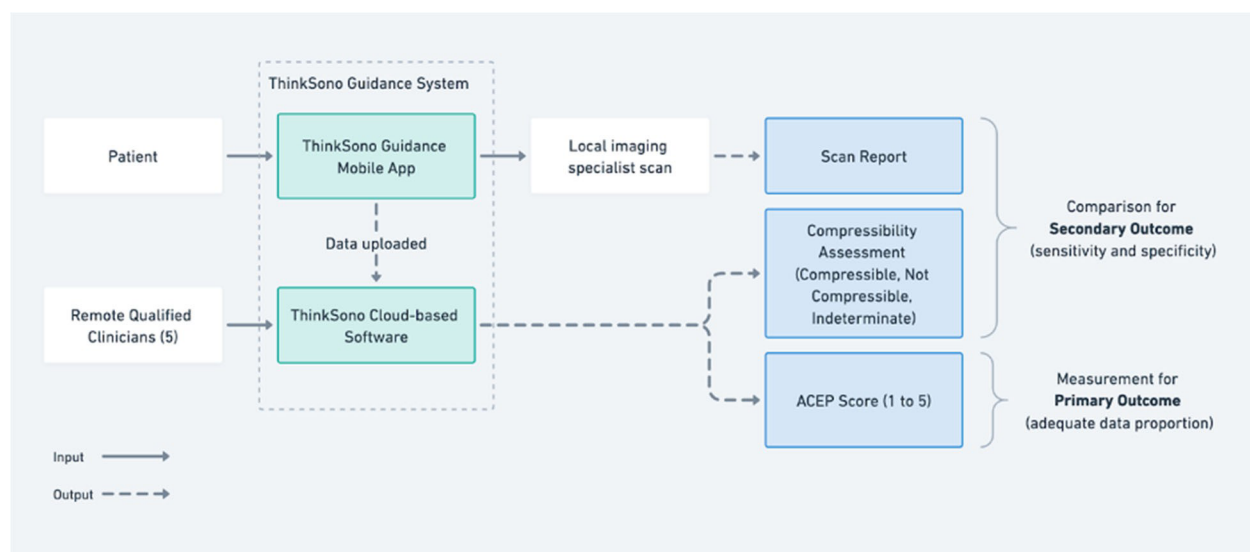 ThinkSono Guidance System
Patient
ThinkSono Guidance
Mobile App
Local imaging
specialist scan
Scan Report
Data uploaded
Remote Qualified
Clinicians (5)
ThinkSono Cloud-based
Software
Compressibility
Assessment
(Compressible, Not
Compressible,
Indeterminate)
ACEP Score (1 to 5)
Comparison for
Secondary Outcome
(sensitivity and specificity)
Measurement for
Primary Outcome
(adequate data proportion)
Input
Output